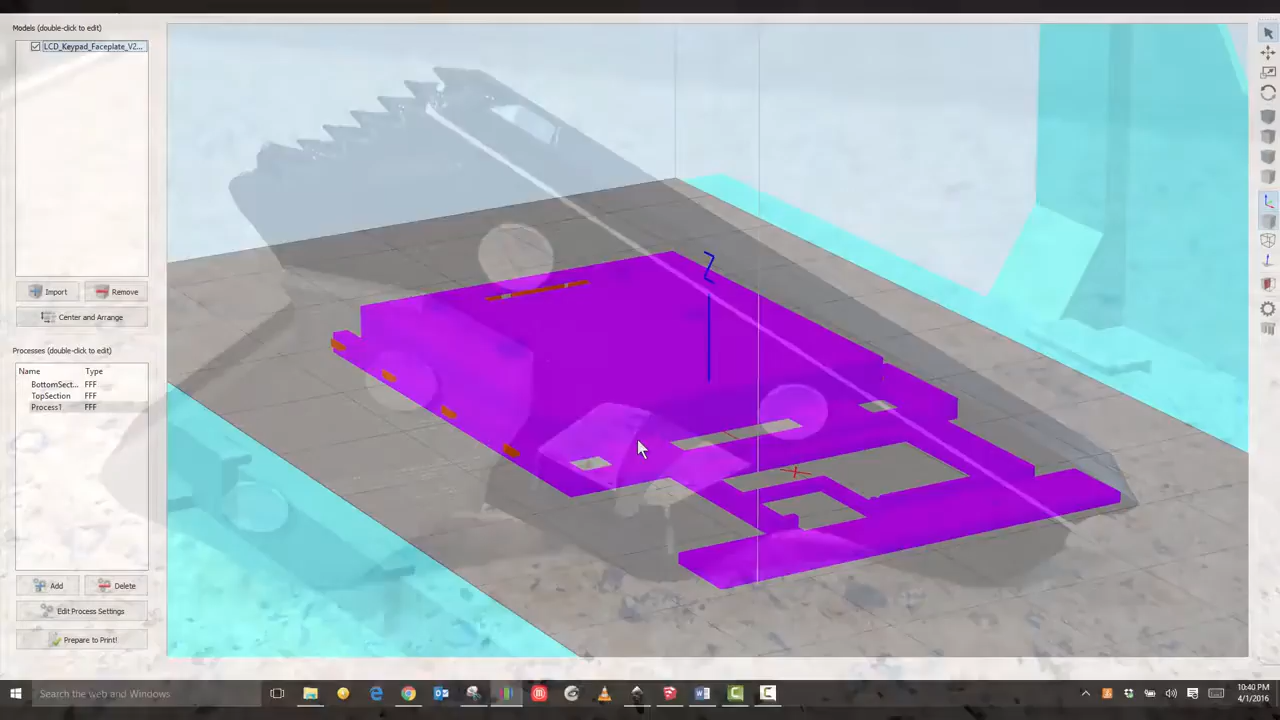 Models (double-click to edit)
LCD_Keypad_Faceplate_V2...
Import
Remove
Center and Arrange
Processes (double-click to edit)
Name Type
BottomSect... FFF
TopSection FFF
Process1 FFF
Add
Delete
Edit Process Settings
Prepare to Print!
Z
Search the web and Windows
10:40 PM
4/1/2016